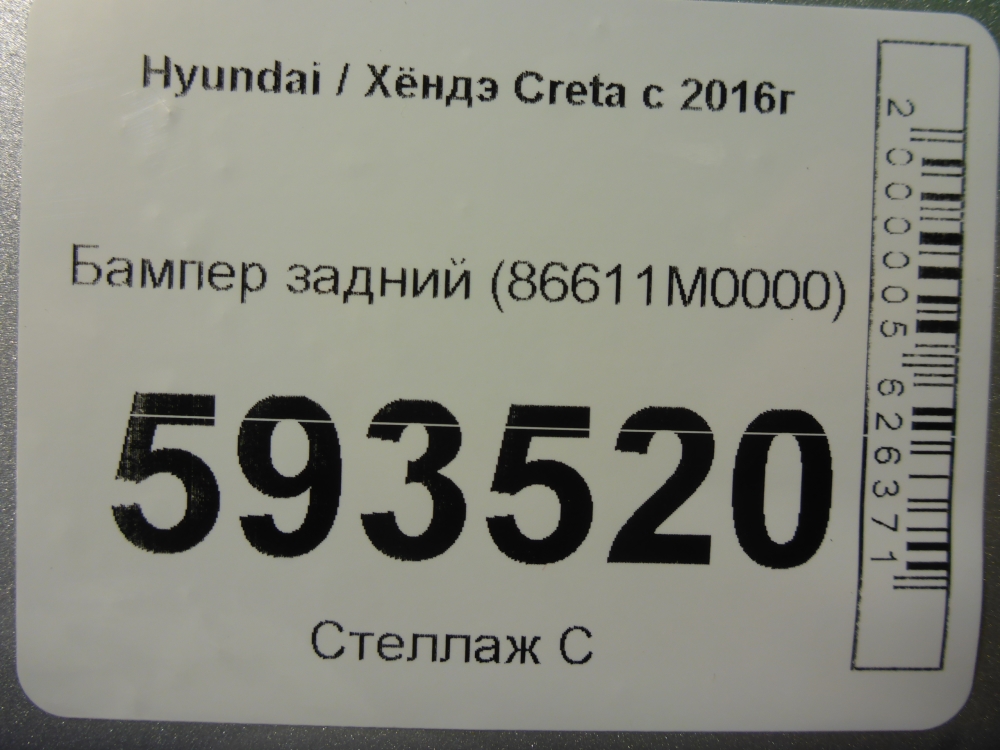 Hyundai / Хёндэ Creta с 2016г
Бампер задний (86611M0000)
593520
Стеллаж С
2000005626371